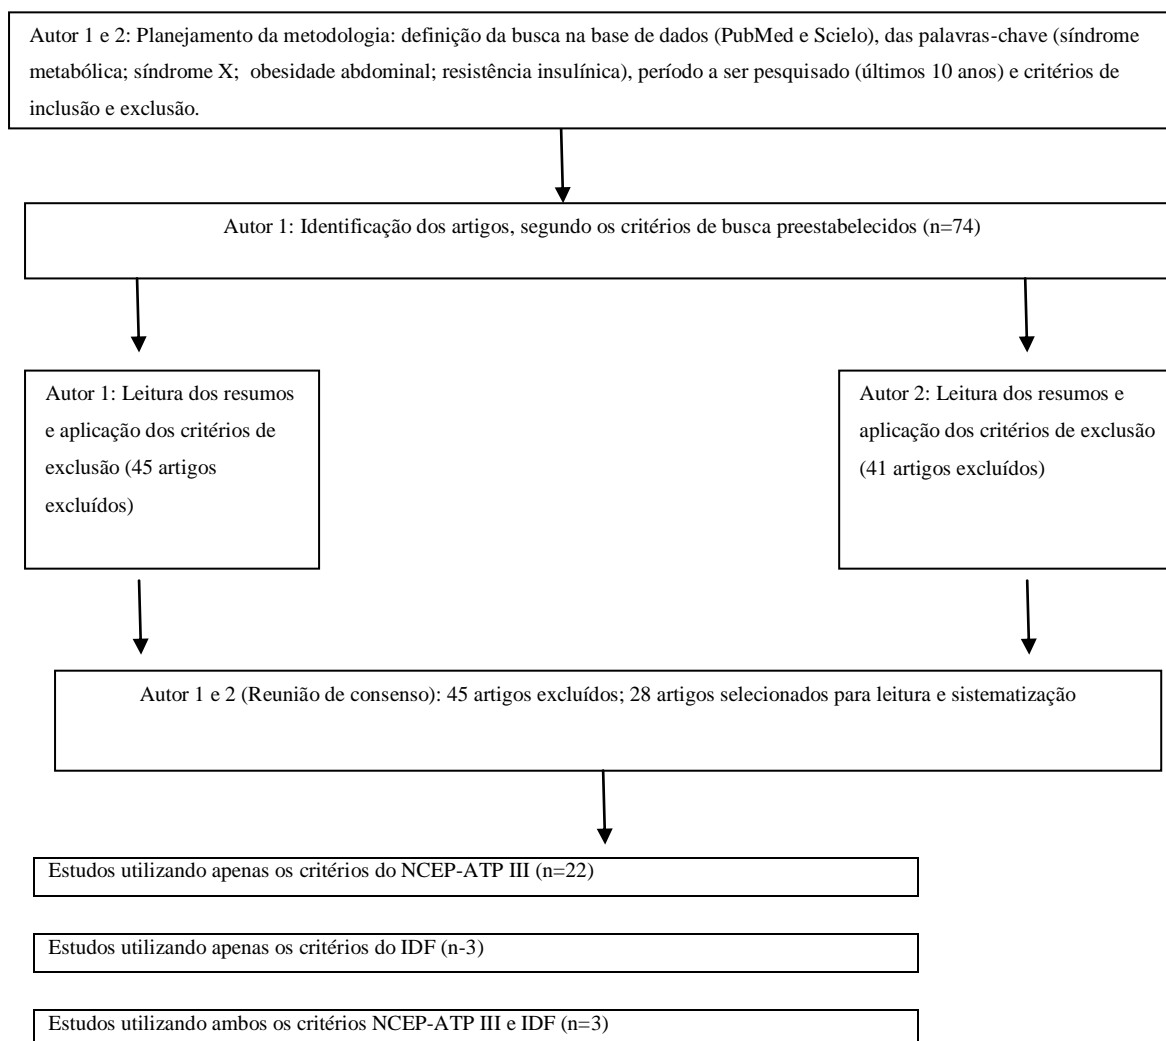 Autor 1 e 2: Planejamento da metodologia: definição da busca na base de dados (PubMed e Scielo), das palavras-chave (síndrome
metabólica; síndrome X; obesidade abdominal; resistência insulínica), período a ser pesquisado (últimos 10 anos) e critérios de
inclusão e exclusão.
Autor 1: Identificação dos artigos, segundo os critérios de busca preestabelecidos (n=74)
Autor 1: Leitura dos resumos
e aplicação dos critérios de
exclusão (45 artigos
excluídos)
Autor 2: Leitura dos resumos e
aplicação dos critérios de exclusão
(41 artigos excluídos)
Autor 1 e 2 (Reunião de consenso): 45 artigos excluídos; 28 artigos selecionados para leitura e sistematização
Estudos utilizando apenas os critérios do NCEP-ATP III (n=22)
Estudos utilizando apenas os critérios do IDF (n-3)
Estudos utilizando ambos os critérios NCEP-ATP III e IDF (n=3)